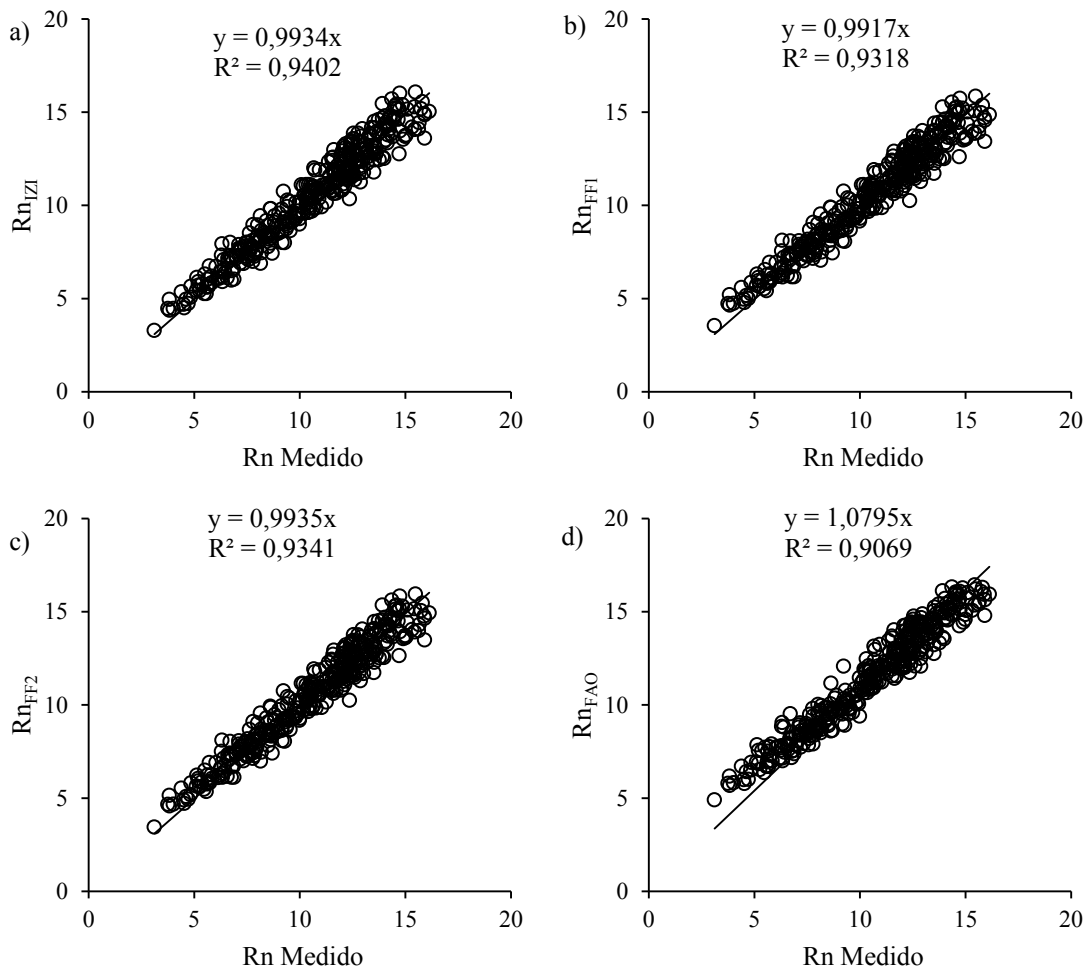 a)
y = 0,9934x
R² = 0,9402
20
15
10
5
0
Rn_IZI
0 5 10 15 20
Rn Medido
b)
y = 0,9917x
R² = 0,9318
20
15
10
5
0
Rn_FF1
0 5 10 15 20
Rn Medido
c)
y = 0,9935x
R² = 0,9341
20
15
10
5
0
Rn_FF2
0 5 10 15 20
Rn Medido
d)
y = 1,0795x
R² = 0,9069
20
15
10
5
0
Rn_FAO
0 5 10 15 20
Rn Medido